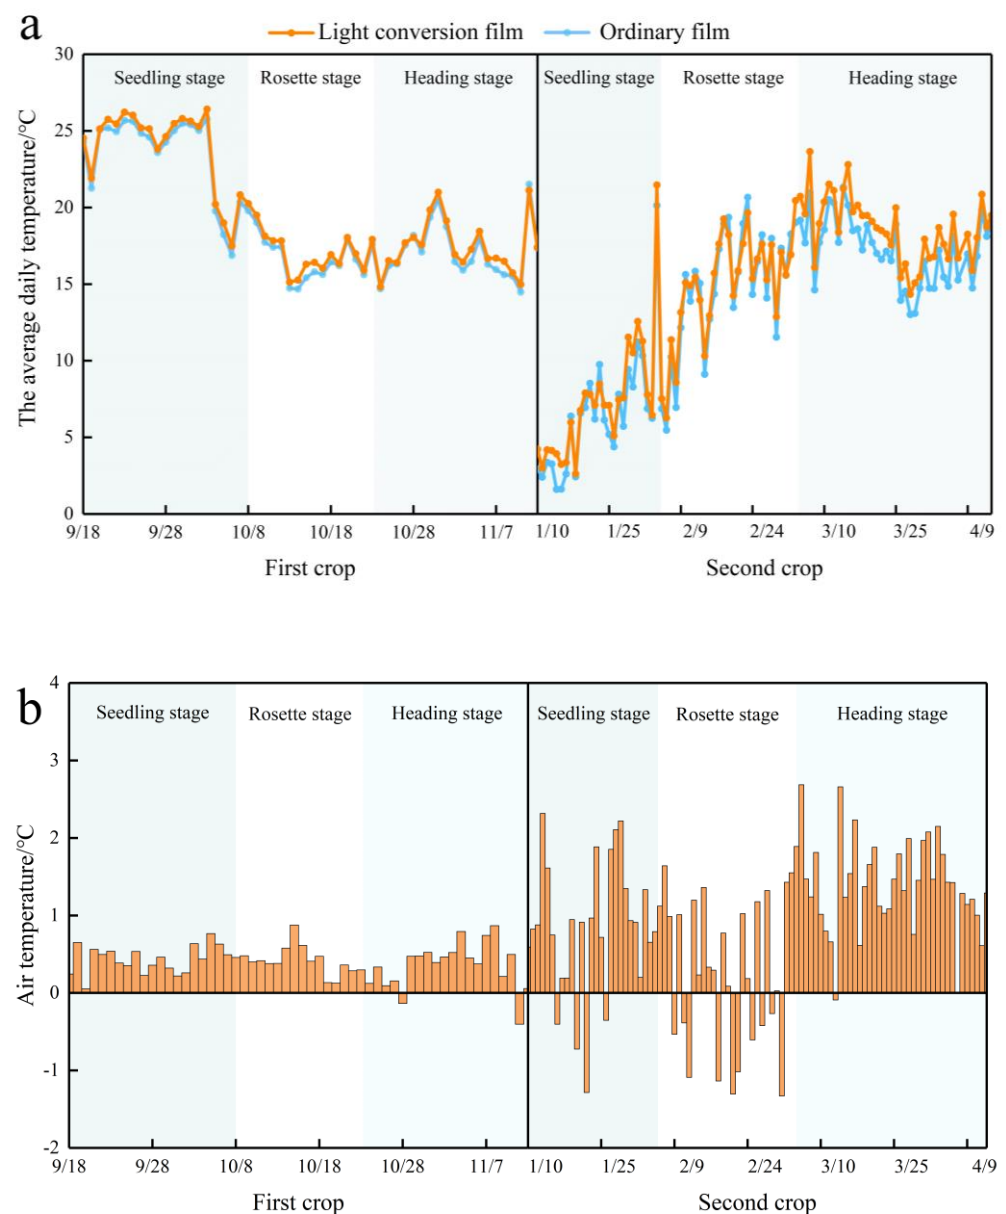 a
Light conversion film Ordinary film
The average daily temperature/°C
30
25
20
15
10
5
0
Seedling stage Rosette stage Heading stage Seedling stage Rosette stage Heading stage
9/18 9/28 10/8 10/18 10/28 11/7 1/10 1/25 2/9 2/24 3/10 3/25 4/9
First crop Second crop
b
Air temperature/°C
4
3
2
1
0
-1
-2
Seedling stage Rosette stage Heading stage Seedling stage Rosette stage Heading stage
9/18 9/28 10/8 10/18 10/28 11/7 1/10 1/25 2/9 2/24 3/10 3/25 4/9
First crop Second crop